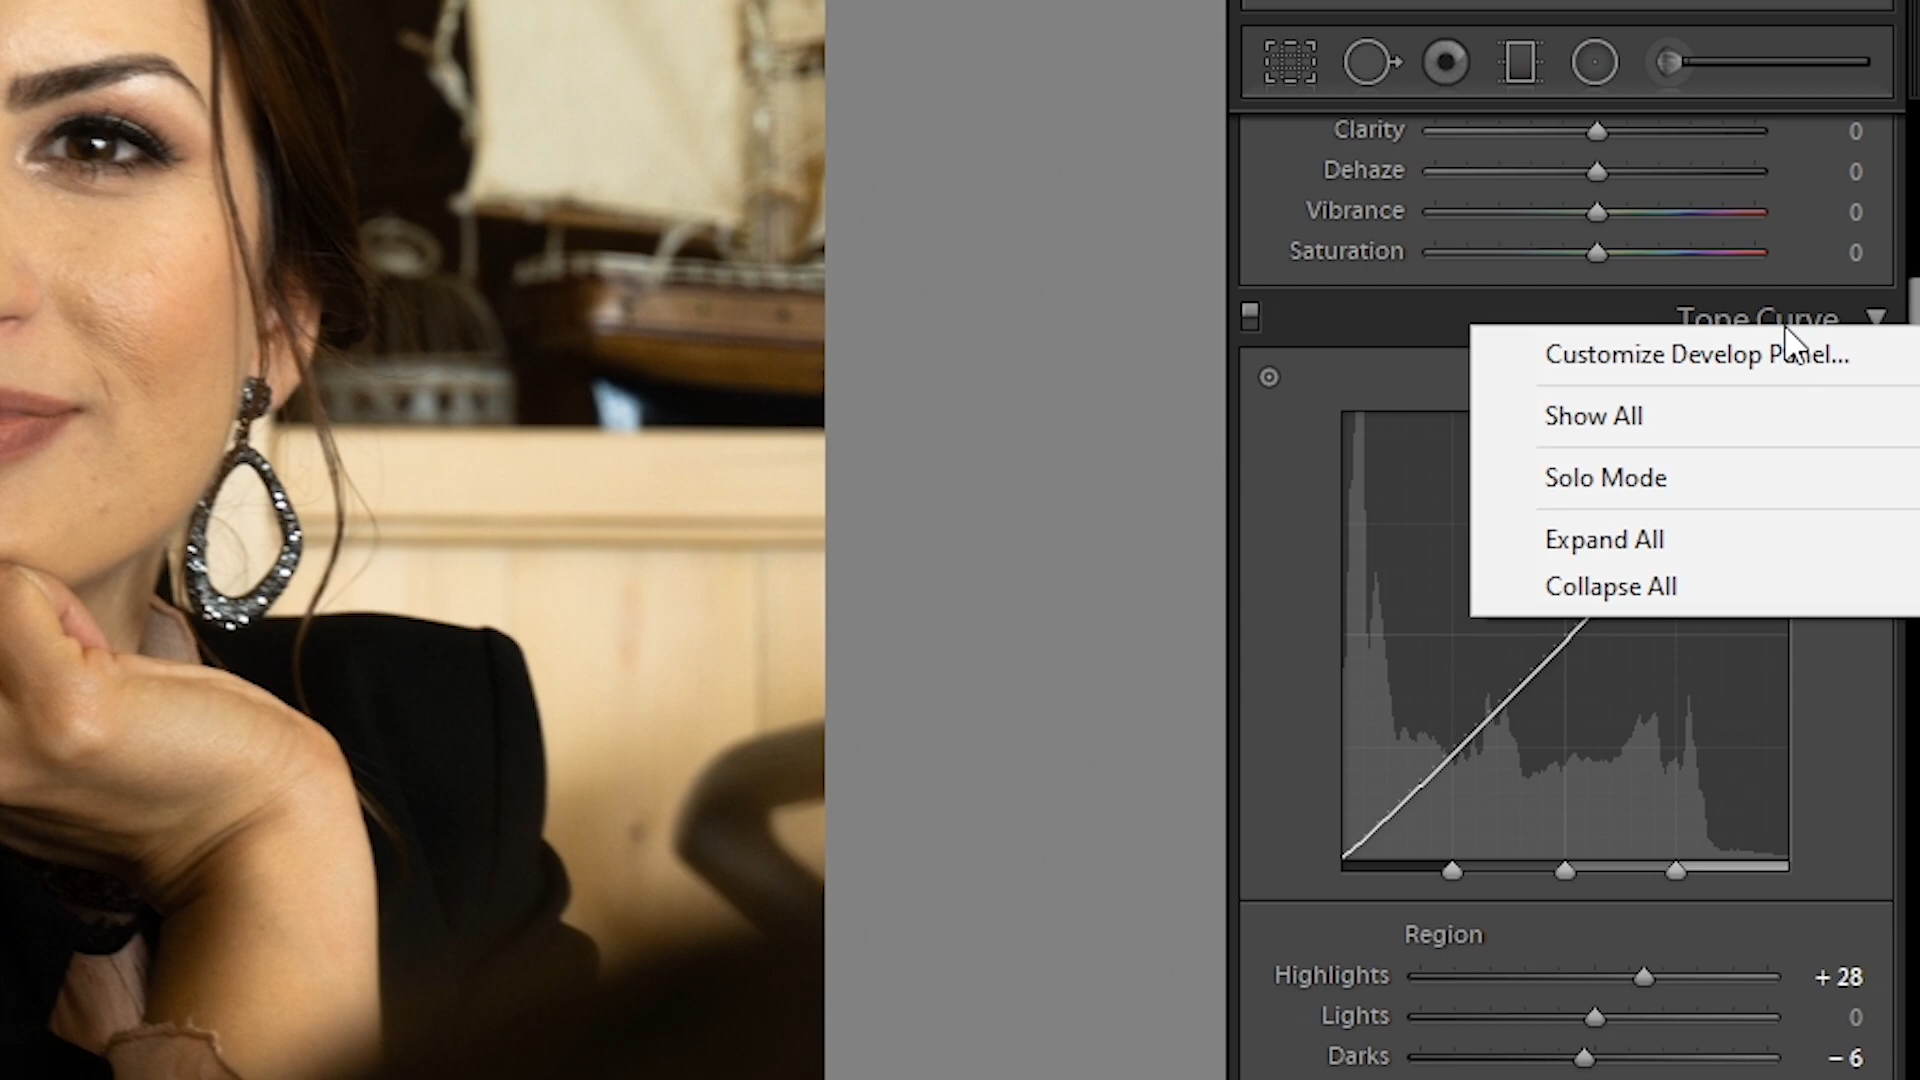 Clarity 0
Dehaze 0
Vibrance 0
Saturation 0
Tone Curve
Customize Develop Panel...
Show All
Solo Mode
Expand All
Collapse All
Region
Highlights + 28
Lights 0
Darks – 6